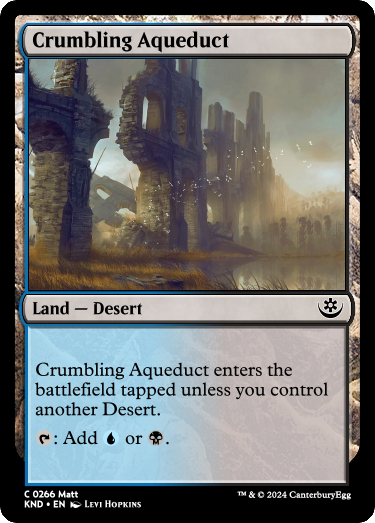 Crumbling Aqueduct
Land — Desert
Crumbling Aqueduct enters the
battlefield tapped unless you control
another Desert.
: Add or .
C 0266 Matt
KND • EN Levi Hopkins
™ & © 2024 CanterburyEgg